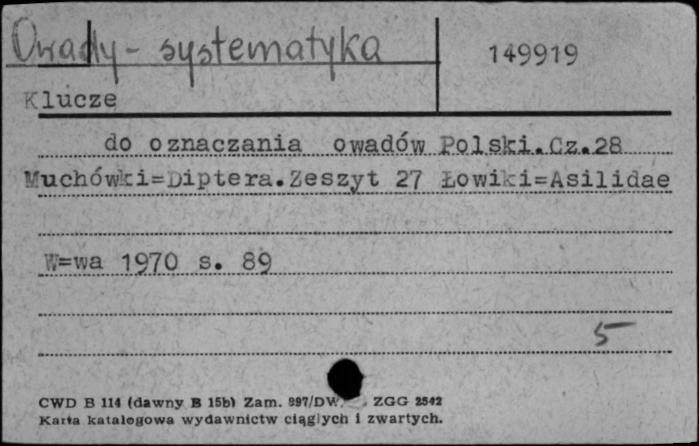 Owady - systematyka
149919
Klucze
do oznaczania owadów Polski.Cz.28
Muchówki=Diptera.Zeszyt 27 Łowiki=Asilidae
W=wa 1970 s. 89
5
CWD B 114 (dawny B 15b) Zam. 997/DW. ZGG 2542
Karta katalogowa wydawnictw ciągłych i zwartych.